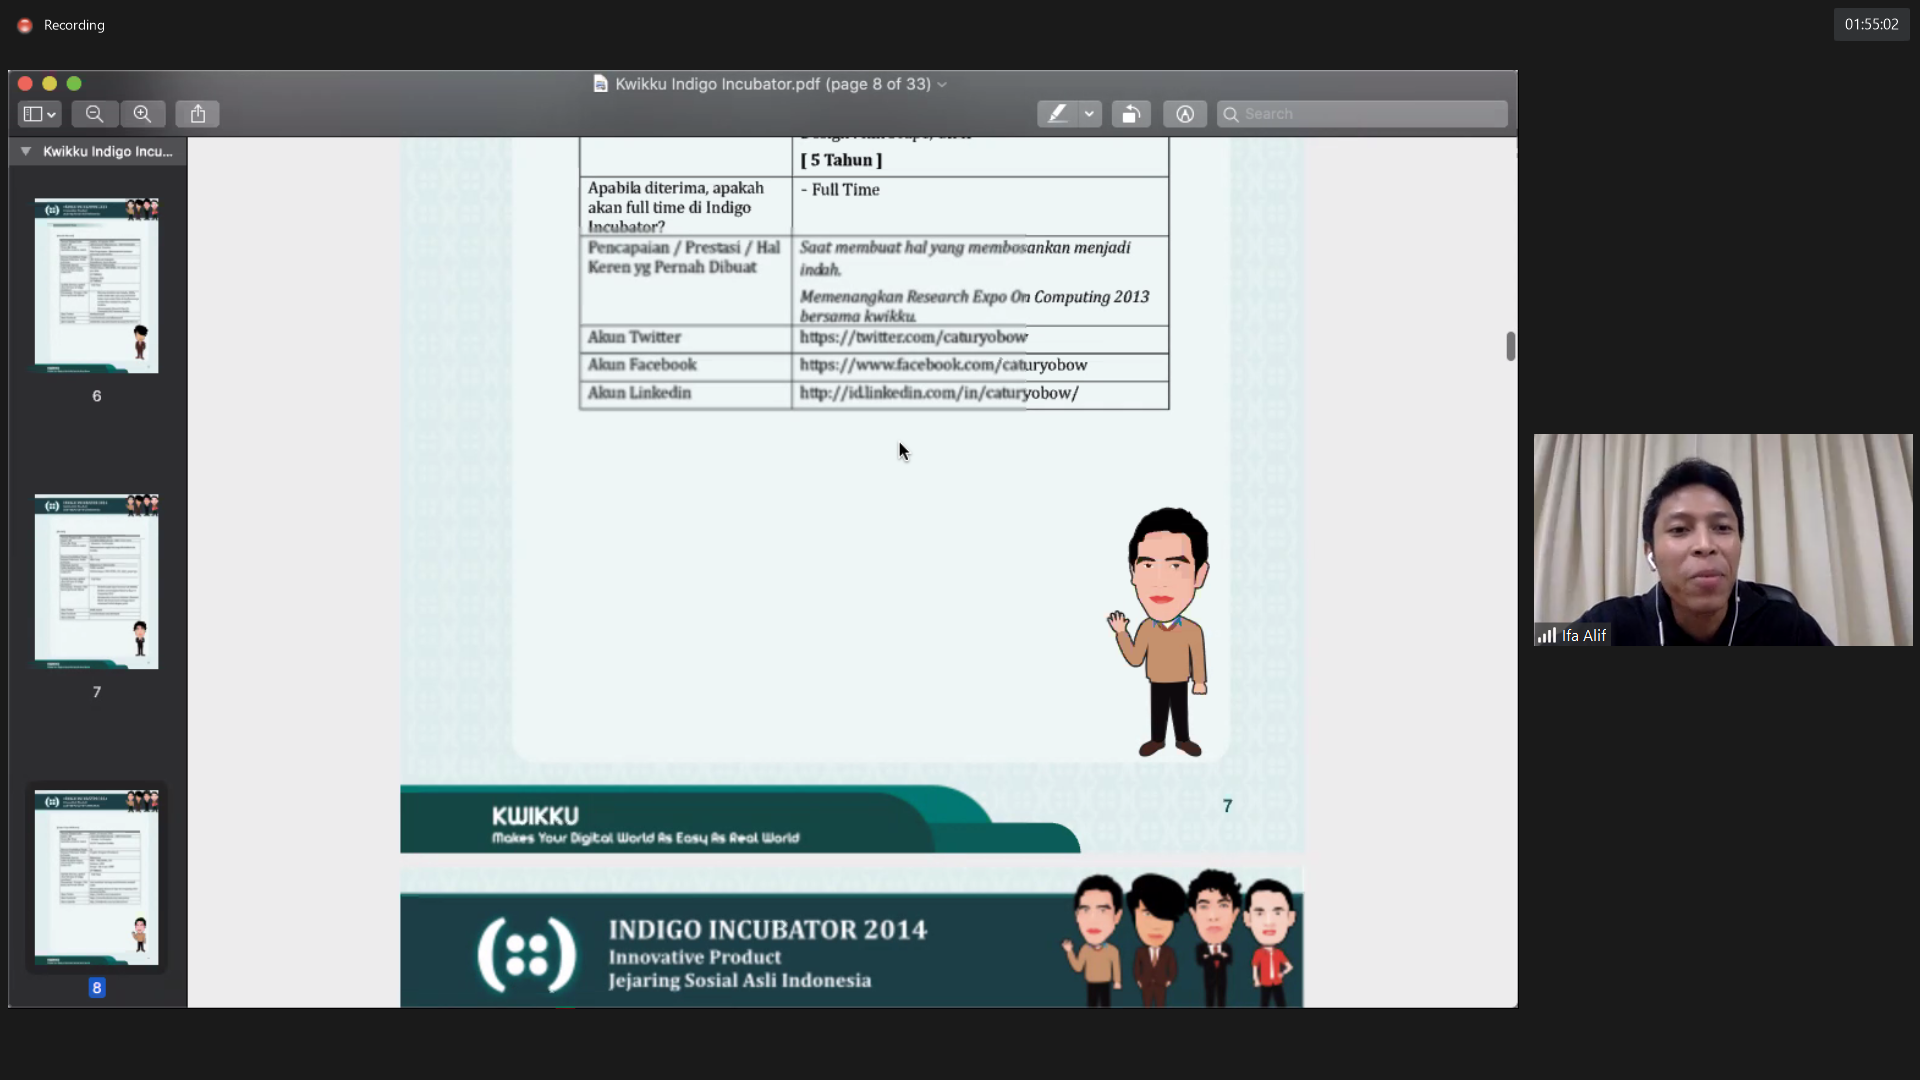 Recording
01:55:02
Kwikku Indigo Incubator.pdf (page 8 of 33)
Search
Kwikku Indigo Incu...
6
7
8
[ 5 Tahun ]
Apabila diterima, apakah
akan full time di Indigo
Incubator?
- Full Time
Pencapaian / Prestasi / Hal
Keren yg Pernah Dibuat
Saat membuat hal yang membosankan menjadi
indah.
Memenangkan Research Expo On Computing 2013
bersama kwikku.
Akun Twitter
https://twitter.com/caturyobow
Akun Facebook
https://www.facebook.com/caturyobow
Akun Linkedin
http://id.linkedin.com/in/caturyobow/
KWIKKU
Makes Your Digital World As Easy As Real World
7
INDIGO INCUBATOR 2014
Innovative Product
Jejaring Sosial Asli Indonesia
Ifa Alif